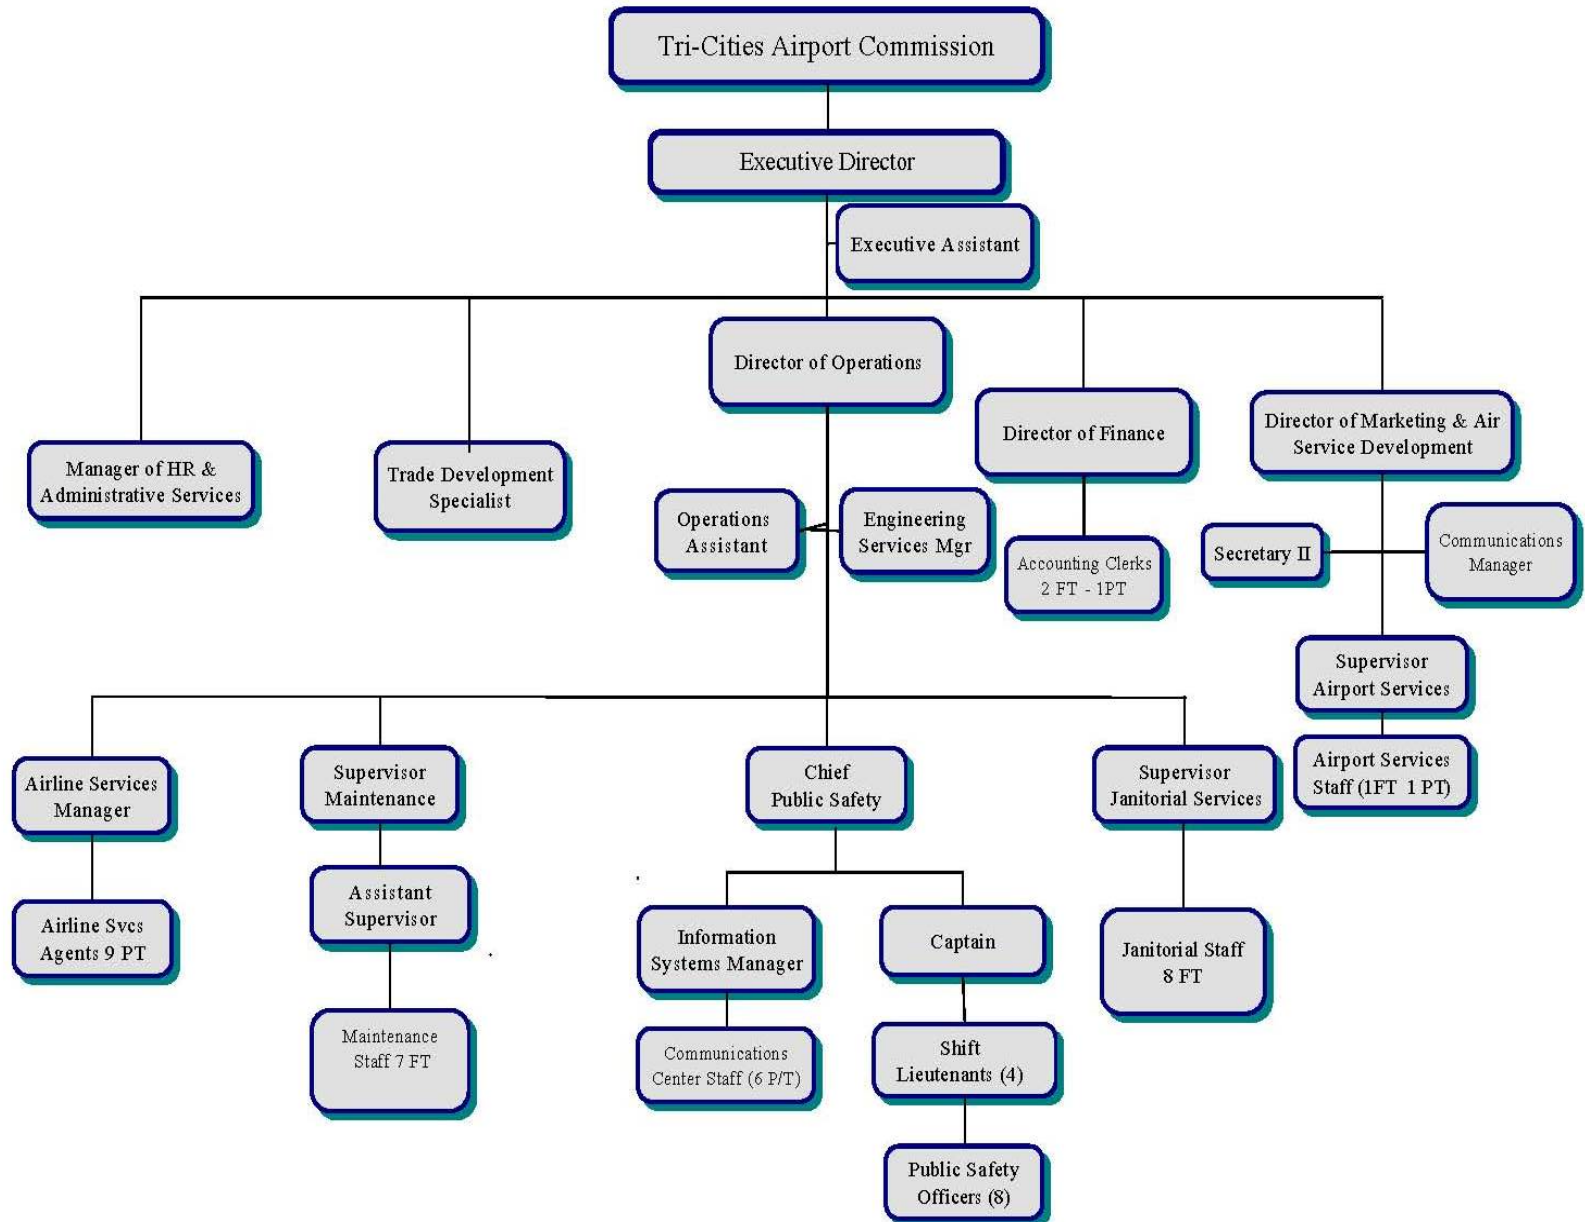 Tri-Cities Airport Commission
Executive Director
Executive Assistant
Director of Operations
Director of Finance
Director of Marketing & Air
Service Development
Manager of HR &
Administrative Services
Trade Development
Specialist
Operations
Assistant
Engineering
Services Mgr
Accounting Clerks
2 FT - 1PT
Secretary II
Communications
Manager
Supervisor
Airport Services
Airport Services
Staff (1FT 1 PT)
Airline Services
Manager
Supervisor
Maintenance
Chief
Public Safety
Supervisor
Janitorial Services
Airline Svcs
Agents 9 PT
Assistant
Supervisor
Information
Systems Manager
Captain
Janitorial Staff
8 FT
Maintenance
Staff 7 FT
Communications
Center Staff (6 P/T)
Shift
Lieutenants (4)
Public Safety
Officers (8)